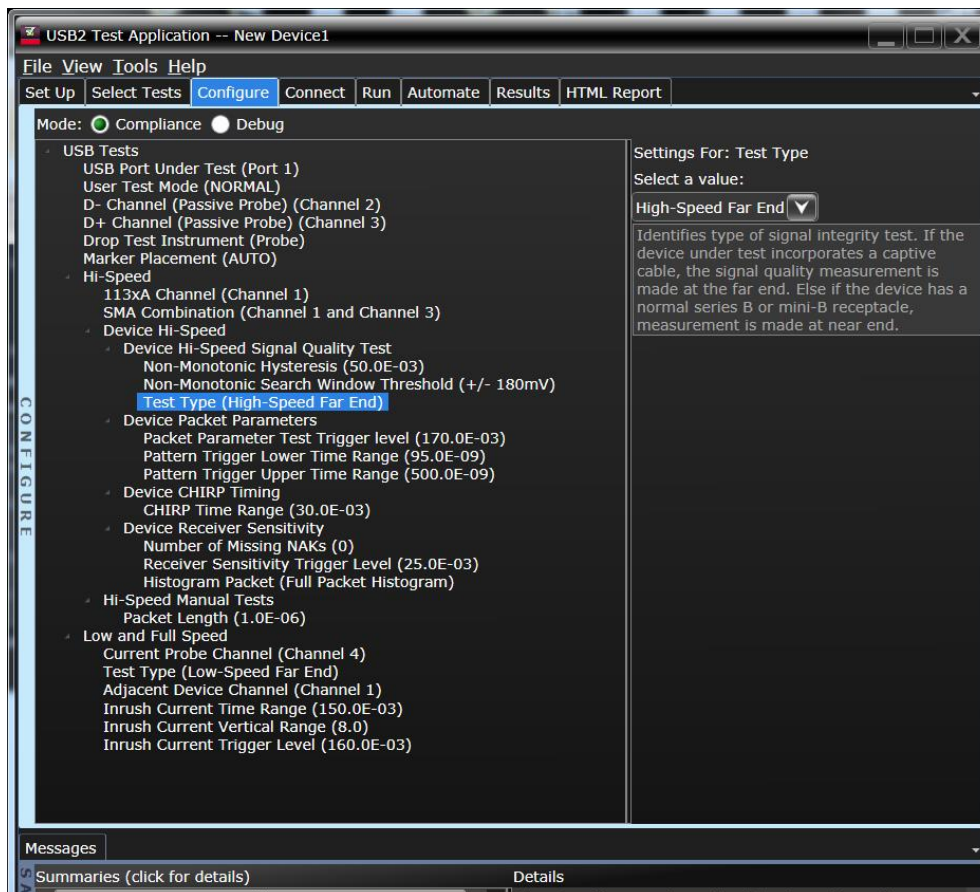 USB2 Test Application -- New Device1
File View Tools Help
Set Up Select Tests Configure Connect Run Automate Results HTML Report
Mode: Compliance Debug
USB Tests
USB Port Under Test (Port 1)
User Test Mode (NORMAL)
D- Channel (Passive Probe) (Channel 2)
D+ Channel (Passive Probe) (Channel 3)
Drop Test Instrument (Probe)
Marker Placement (AUTO)
Hi-Speed
113xA Channel (Channel 1)
SMA Combination (Channel 1 and Channel 3)
Device Hi-Speed
Device Hi-Speed Signal Quality Test
Non-Monotonic Hysteresis (50.0E-03)
Non-Monotonic Search Window Threshold (+/- 180mV)
Test Type (High-Speed Far End)
Device Packet Parameters
Packet Parameter Test Trigger level (170.0E-03)
Pattern Trigger Lower Time Range (95.0E-09)
Pattern Trigger Upper Time Range (500.0E-09)
Device CHIRP Timing
CHIRP Time Range (30.0E-03)
Device Receiver Sensitivity
Number of Missing NAKs (0)
Receiver Sensitivity Trigger Level (25.0E-03)
Histogram Packet (Full Packet Histogram)
Hi-Speed Manual Tests
Packet Length (1.0E-06)
Low and Full Speed
Current Probe Channel (Channel 4)
Test Type (Low-Speed Far End)
Adjacent Device Channel (Channel 1)
Inrush Current Time Range (150.0E-03)
Inrush Current Vertical Range (8.0)
Inrush Current Trigger Level (160.0E-03)
CONFIGURE
Settings For: Test Type
Select a value:
High-Speed Far End
Identifies type of signal integrity test. If the
device under test incorporates a captive
cable, the signal quality measurement is
made at the far end. Else if the device has a
normal series B or mini-B receptacle,
measurement is made at near end.
Messages
Summaries (click for details) Details